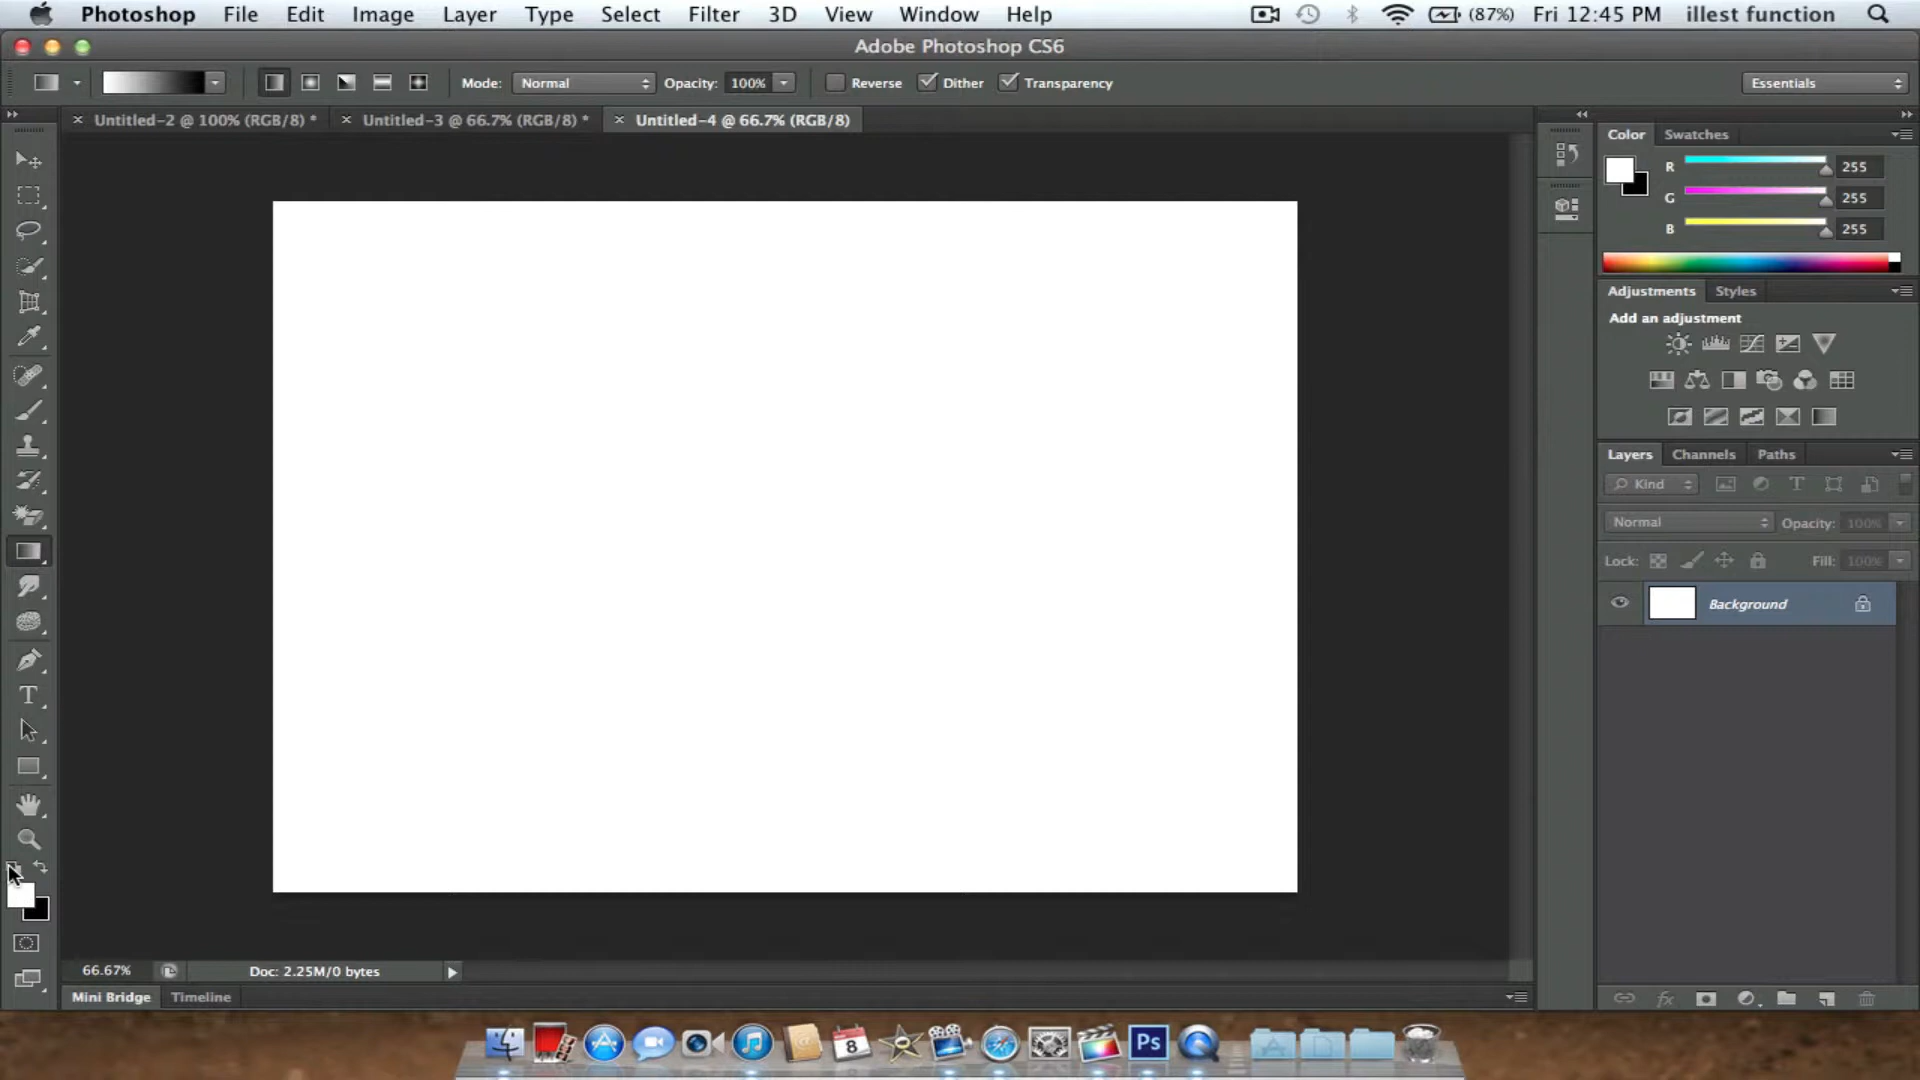 Photoshop File Edit Image Layer Type Select Filter 3D View Window Help (87%) Fri 12:45 PM illest function
Adobe Photoshop CS6
Mode: Normal Opacity: 100% Reverse Dither Transparency Essentials
Untitled-2 @ 100% (RGB/8) * Untitled-3 @ 66.7% (RGB/8) * Untitled-4 @ 66.7% (RGB/8)
Color Swatches
R 255
G 255
B 255
Adjustments Styles
Add an adjustment
Layers Channels Paths
Kind
Normal Opacity: 100%
Lock: Fill: 100%
Background
T
66.67% Doc: 2.25M/0 bytes
Mini Bridge Timeline
fx
8
Ps